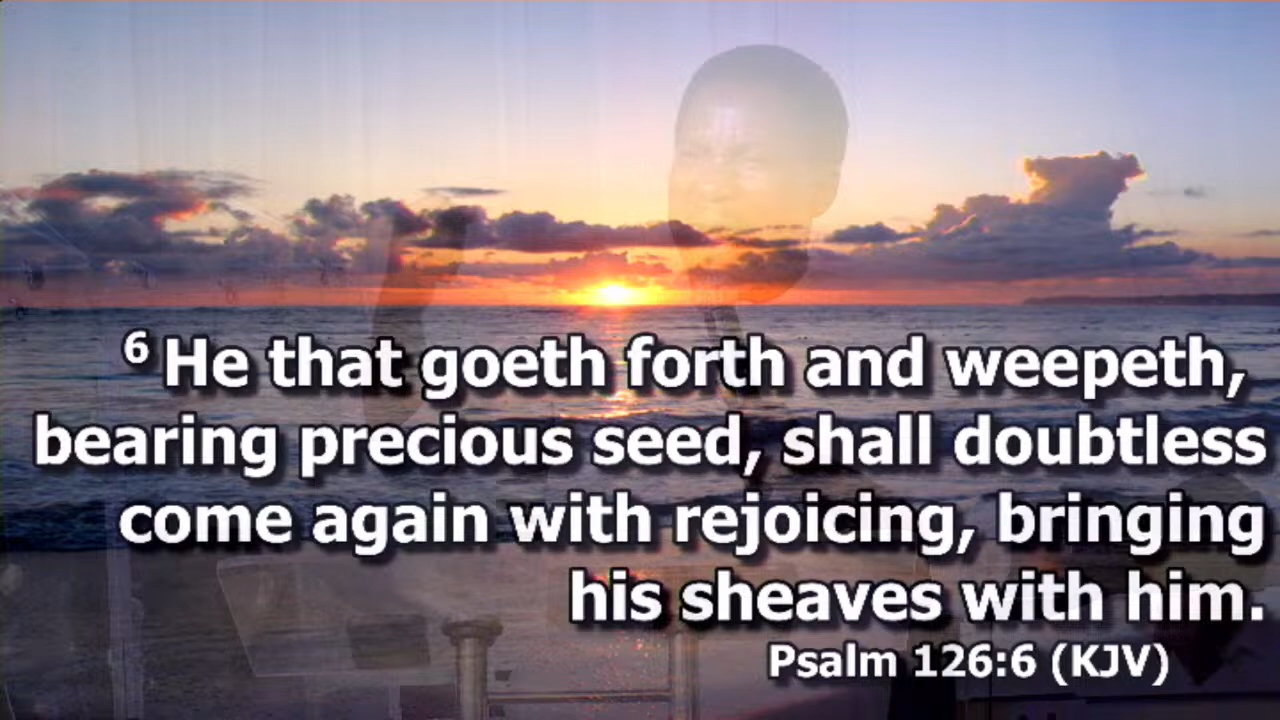 ⁶ He that goeth forth and weepeth,
bearing precious seed, shall doubtless
come again with rejoicing, bringing
his sheaves with him.
Psalm 126:6 (KJV)